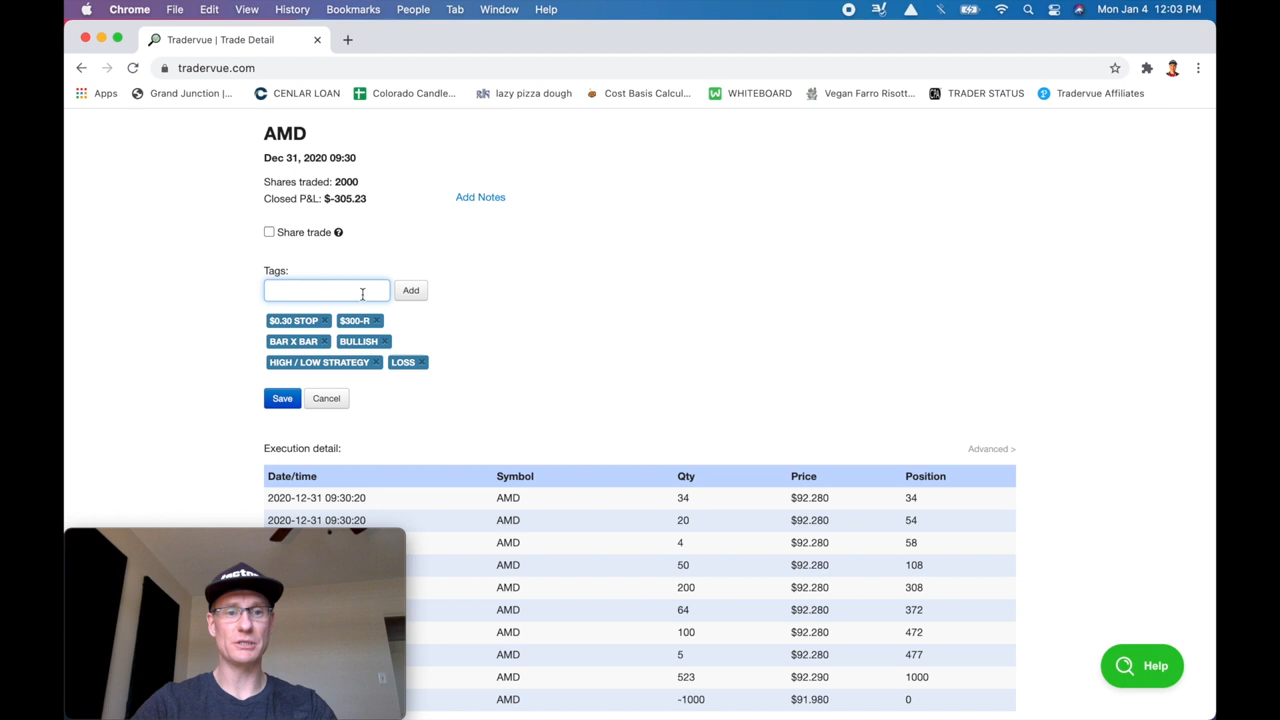 Chrome File Edit View History Bookmarks People Tab Window Help Mon Jan 4 12:03 PM
Tradervue | Trade Detail
tradervue.com
Apps Grand Junction |... CENLAR LOAN Colorado Candle... lazy pizza dough Cost Basis Calcul... WHITEBOARD Vegan Farro Risott... TRADER STATUS Tradervue Affiliates
AMD
Dec 31, 2020 09:30
Shares traded: 2000
Closed P&L: $-305.23 Add Notes
Share trade
Tags:
Add
$0.30 STOP × $300-R ×
BAR X BAR × BULLISH ×
HIGH / LOW STRATEGY × LOSS ×
Save Cancel
Execution detail: Advanced >
Date/time Symbol Qty Price Position
2020-12-31 09:30:20 AMD 34 $92.280 34
2020-12-31 09:30:20 AMD 20 $92.280 54
AMD 4 $92.280 58
AMD 50 $92.280 108
AMD 200 $92.280 308
AMD 64 $92.280 372
AMD 100 $92.280 472
AMD 5 $92.280 477
AMD 523 $92.290 1000
AMD -1000 $91.980 0
Help